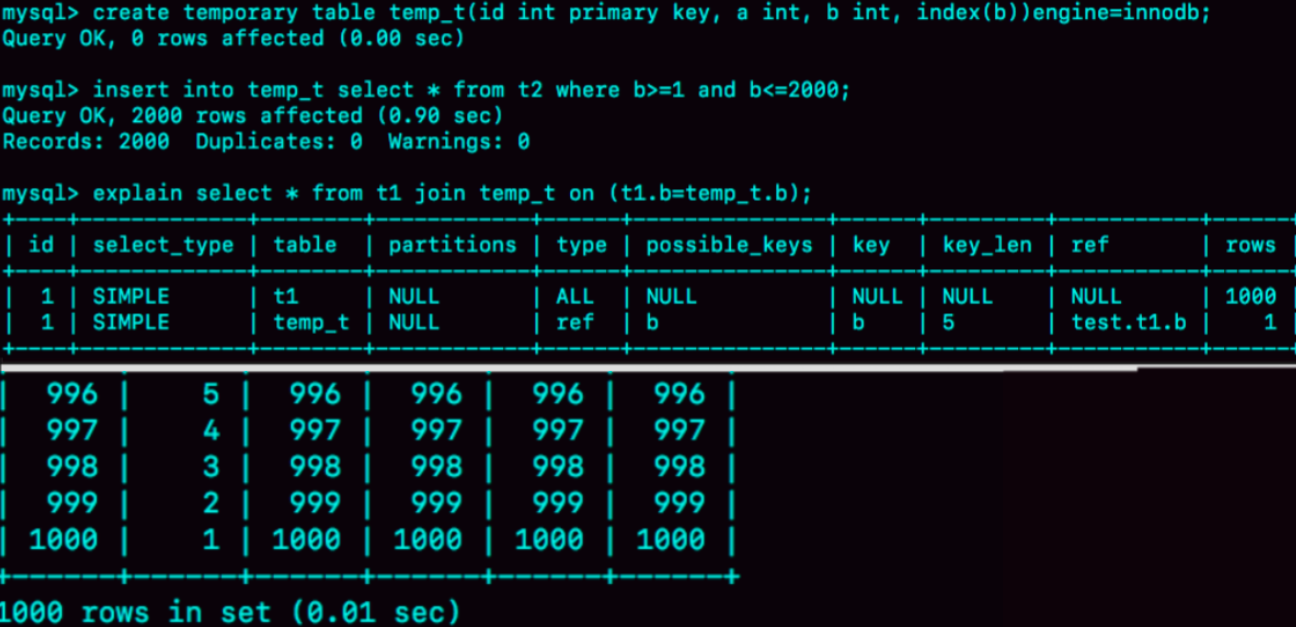 mysql> create temporary table temp_t(id int primary key, a int, b int, index(b))engine=innodb;
Query OK, 0 rows affected (0.00 sec)
mysql> insert into temp_t select * from t2 where b>=1 and b<=2000;
Query OK, 2000 rows affected (0.90 sec)
Records: 2000  Duplicates: 0  Warnings: 0
mysql> explain select * from t1 join temp_t on (t1.b=temp_t.b);
+----+-------------+--------+------------+------+---------------+------+---------+-----------+------+
| id | select_type | table  | partitions | type | possible_keys | key  | key_len | ref       | rows |
+----+-------------+--------+------------+------+---------------+------+---------+-----------+------+
|  1 | SIMPLE      | t1     | NULL       | ALL  | NULL          | NULL | NULL    | NULL      | 1000 |
|  1 | SIMPLE      | temp_t | NULL       | ref  | b             | b    | 5       | test.t1.b |    1 |
+----+-------------+--------+------------+------+---------------+------+---------+-----------+------+
|  996 |    5 |  996 |  996 |  996 |  996 |
|  997 |    4 |  997 |  997 |  997 |  997 |
|  998 |    3 |  998 |  998 |  998 |  998 |
|  999 |    2 |  999 |  999 |  999 |  999 |
| 1000 |    1 | 1000 | 1000 | 1000 | 1000 |
+------+------+------+------+------+------+
1000 rows in set (0.01 sec)